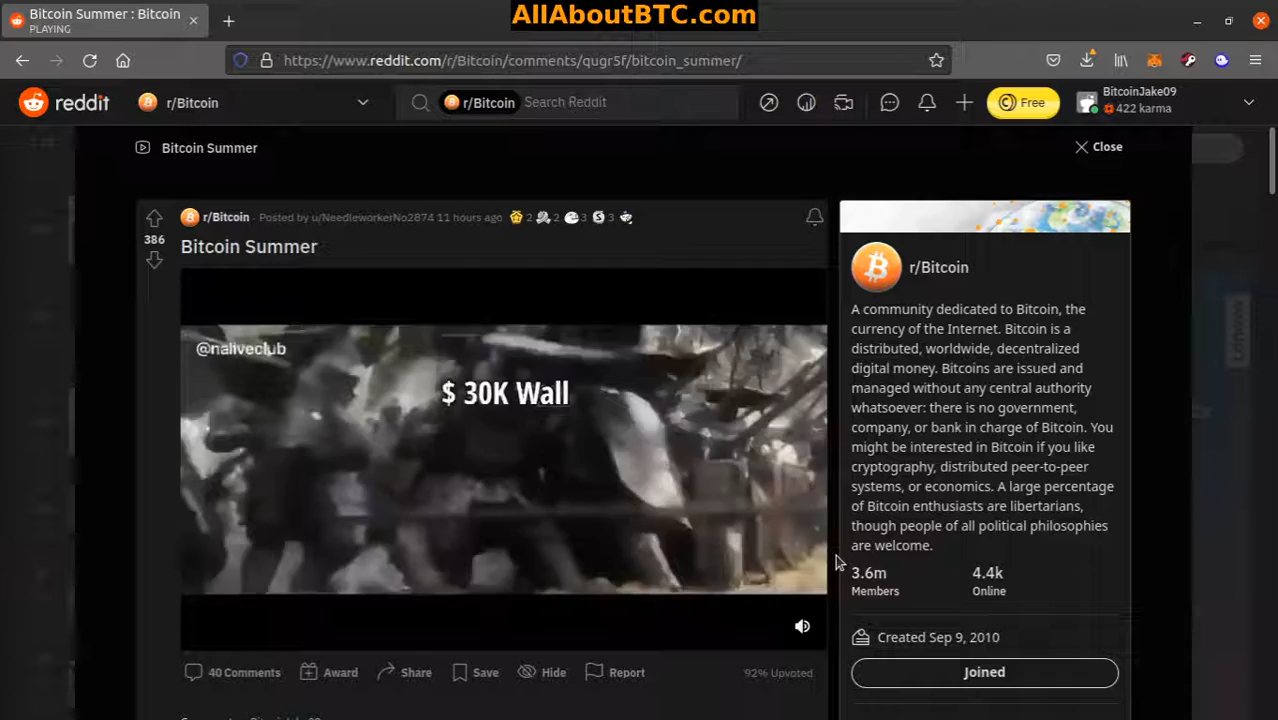 AllAboutBTC.com
Bitcoin Summer : Bitcoin
PLAYING
https://www.reddit.com/r/Bitcoin/comments/qugr5f/bitcoin_summer/
reddit
r/Bitcoin
r/Bitcoin Search Reddit
Free
BitcoinJake09
422 karma
Bitcoin Summer
Close
386
r/Bitcoin · Posted by u/NeedleworkerNo2874 11 hours ago 2 2 3 3
Bitcoin Summer
@naliveclub
$ 30K Wall
40 Comments
Award
Share
Save
Hide
Report
92% Upvoted
r/Bitcoin
A community dedicated to Bitcoin, the
currency of the Internet. Bitcoin is a
distributed, worldwide, decentralized
digital money. Bitcoins are issued and
managed without any central authority
whatsoever: there is no government,
company, or bank in charge of Bitcoin. You
might be interested in Bitcoin if you like
cryptography, distributed peer-to-peer
systems, or economics. A large percentage
of Bitcoin enthusiasts are libertarians,
though people of all political philosophies
are welcome.
3.6m
Members
4.4k
Online
Created Sep 9, 2010
Joined